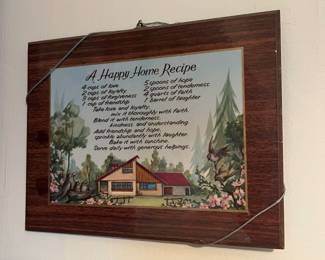 A Happy Home Recipe
4 cups of love
2 cups of loyalty
3 cups of forgiveness
1 cup of friendship
5 spoons of hope
2 spoons of tenderness
4 quarts of faith
1 barrel of laughter
Take love and loyalty,
mix it thoroughly with faith.
Blend it with tenderness,
kindness and understanding.
Add friendship and hope,
sprinkle abundantly with laughter.
Bake it with sunshine.
Serve daily with generous helpings.